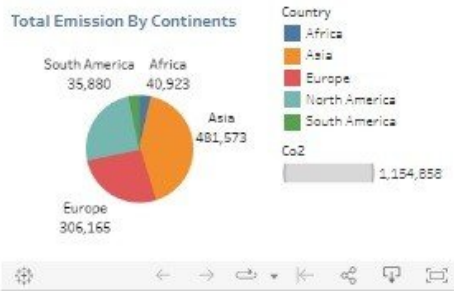 Total Emission By Continents
South America
35,880
Africa
40,923
Asia
481,573
Europe
306,165
Country
Africa
Asia
Europe
North America
South America
Co2
1,154,858